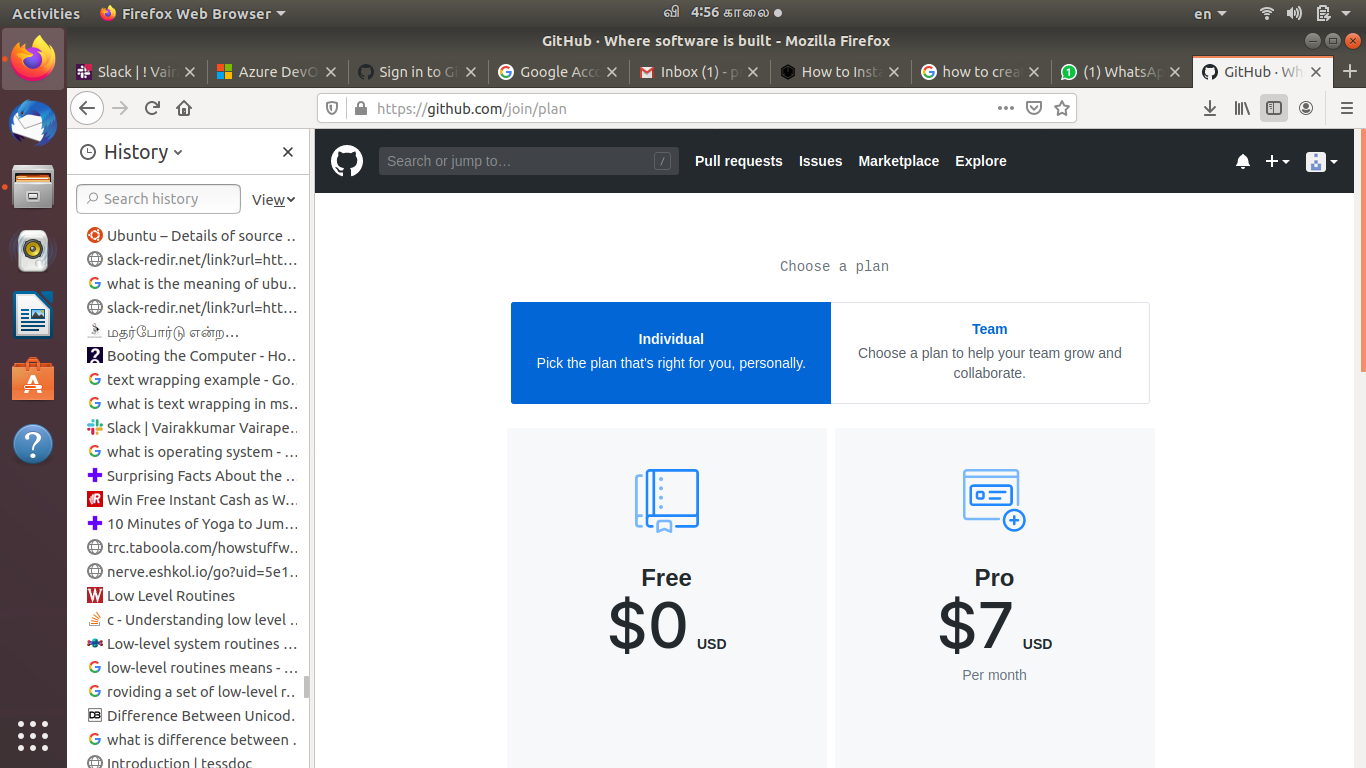 Activities
Firefox Web Browser
வி 4:56 காலை
en
GitHub · Where software is built - Mozilla Firefox
Slack | ! Vair
Azure DevO
Sign in to Gi
Google Acco
Inbox (1) - p
How to Insta
how to crea
(1) WhatsAp
GitHub · Wh
https://github.com/join/plan
History
Search history
View
Ubuntu – Details of source …
slack-redir.net/link?url=htt…
what is the meaning of ubu…
slack-redir.net/link?url=htt…
மதர்போர்டு என்ற…
Booting the Computer - Ho…
text wrapping example - Go…
what is text wrapping in ms…
Slack | Vairakkumar Vairape…
what is operating system - …
Surprising Facts About the …
Win Free Instant Cash as W…
10 Minutes of Yoga to Jum…
trc.taboola.com/howstuffw…
nerve.eshkol.io/go?uid=5e1…
Low Level Routines
c - Understanding low level …
Low-level system routines …
low-level routines means - …
roviding a set of low-level r…
Difference Between Unicod…
what is difference between …
Introduction | tessdoc
Search or jump to…
/
Pull requests
Issues
Marketplace
Explore
Choose a plan
Individual
Pick the plan that's right for you, personally.
Team
Choose a plan to help your team grow and
collaborate.
Free
$0 USD
Pro
$7 USD
Per month